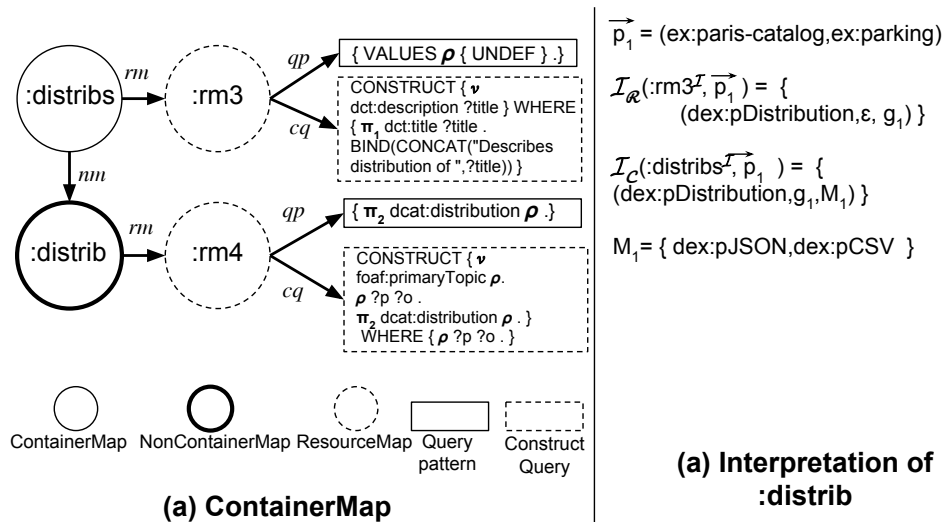 :distribs
rm
:rm3
qp
{ VALUES ρ { UNDEF } .}
cq
CONSTRUCT { ν
dct:description ?title } WHERE
{ π1 dct:title ?title .
BIND(CONCAT("Describes
distribution of ",?title)) }
nm
:distrib
rm
:rm4
qp
{ π2 dcat:distribution ρ .}
cq
CONSTRUCT { ν
foaf:primaryTopic ρ.
ρ ?p ?o .
π2 dcat:distribution ρ . }
WHERE { ρ ?p ?o . }
ContainerMap
NonContainerMap
ResourceMap
Query
pattern
Construct
Query
(a) ContainerMap
p1 = (ex:paris-catalog,ex:parking)
ℐℛ(:rm3ℐ, p1 ) = {
(dex:pDistribution,ε, g1) }
ℐC(:distribsℐ, p1 ) = {
(dex:pDistribution,g1,M1) }
M1= { dex:pJSON,dex:pCSV }
(a) Interpretation of
:distrib